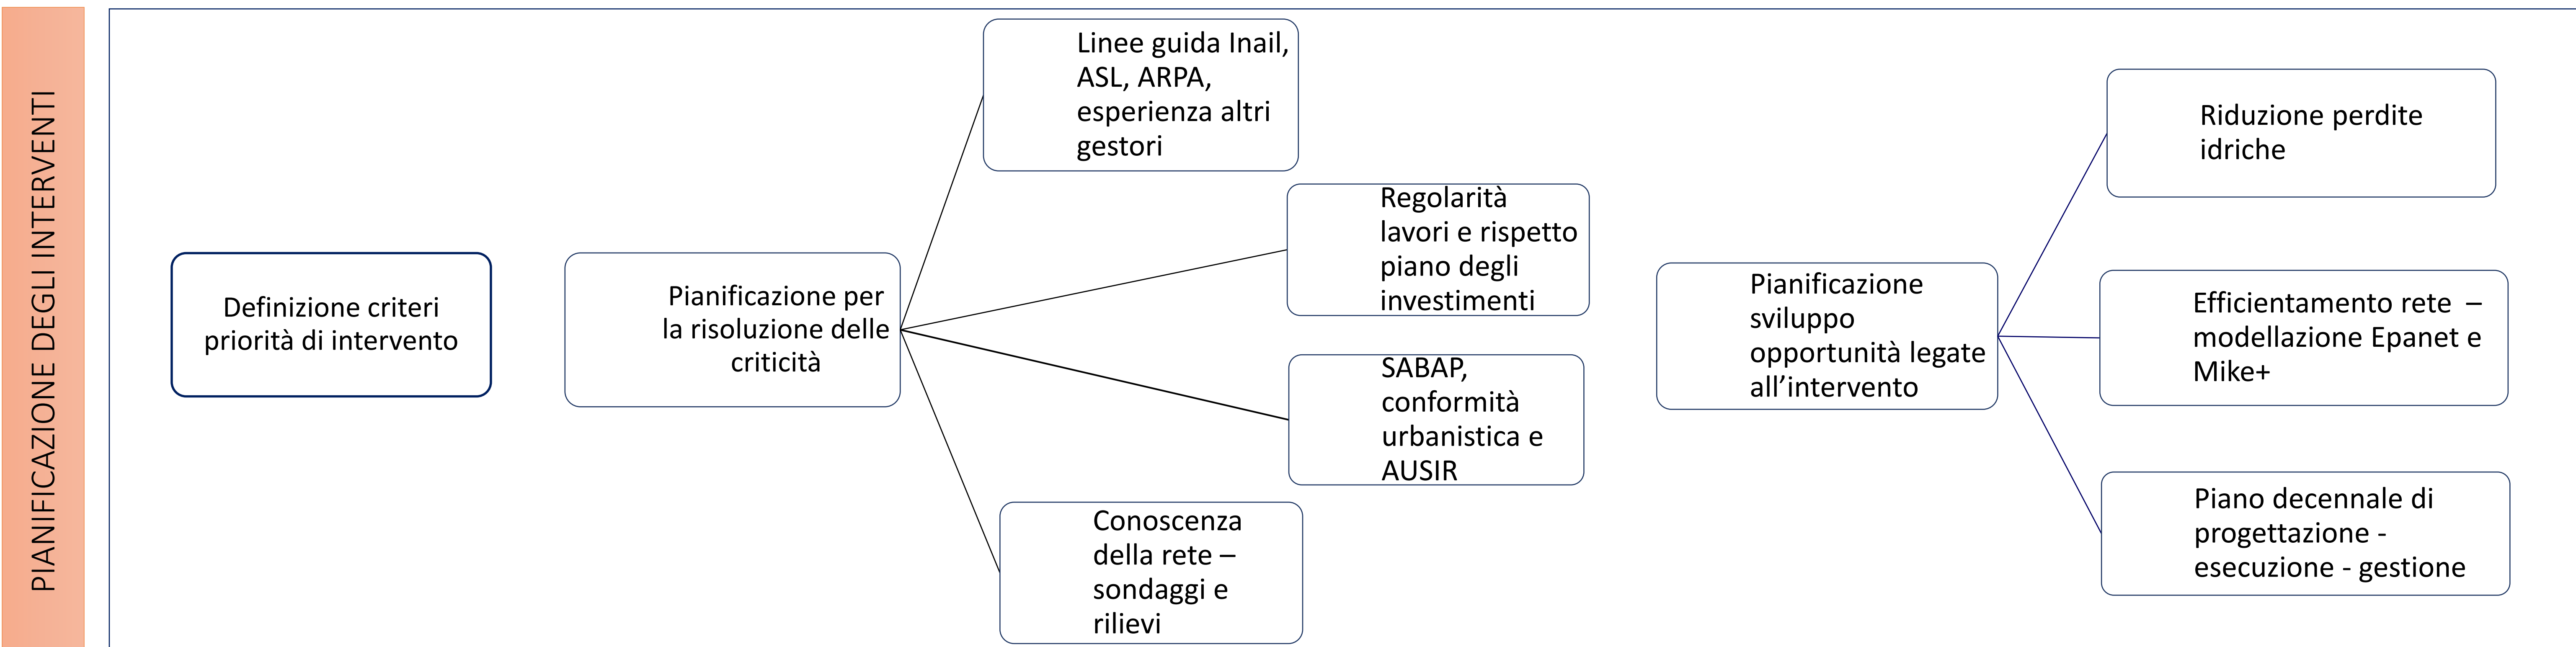 PIANIFICAZIONE DEGLI INTERVENTI
Definizione criteri
priorità di intervento
Pianificazione per
la risoluzione delle
criticità
Linee guida Inail,
ASL, ARPA,
esperienza altri
gestori
Regolarità
lavori e rispetto
piano degli
investimenti
SABAP,
conformità
urbanistica e
AUSIR
Conoscenza
della rete –
sondaggi e
rilievi
Pianificazione
sviluppo
opportunità legate
all’intervento
Riduzione perdite
idriche
Efficientamento rete –
modellazione Epanet e
Mike+
Piano decennale di
progettazione -
esecuzione - gestione